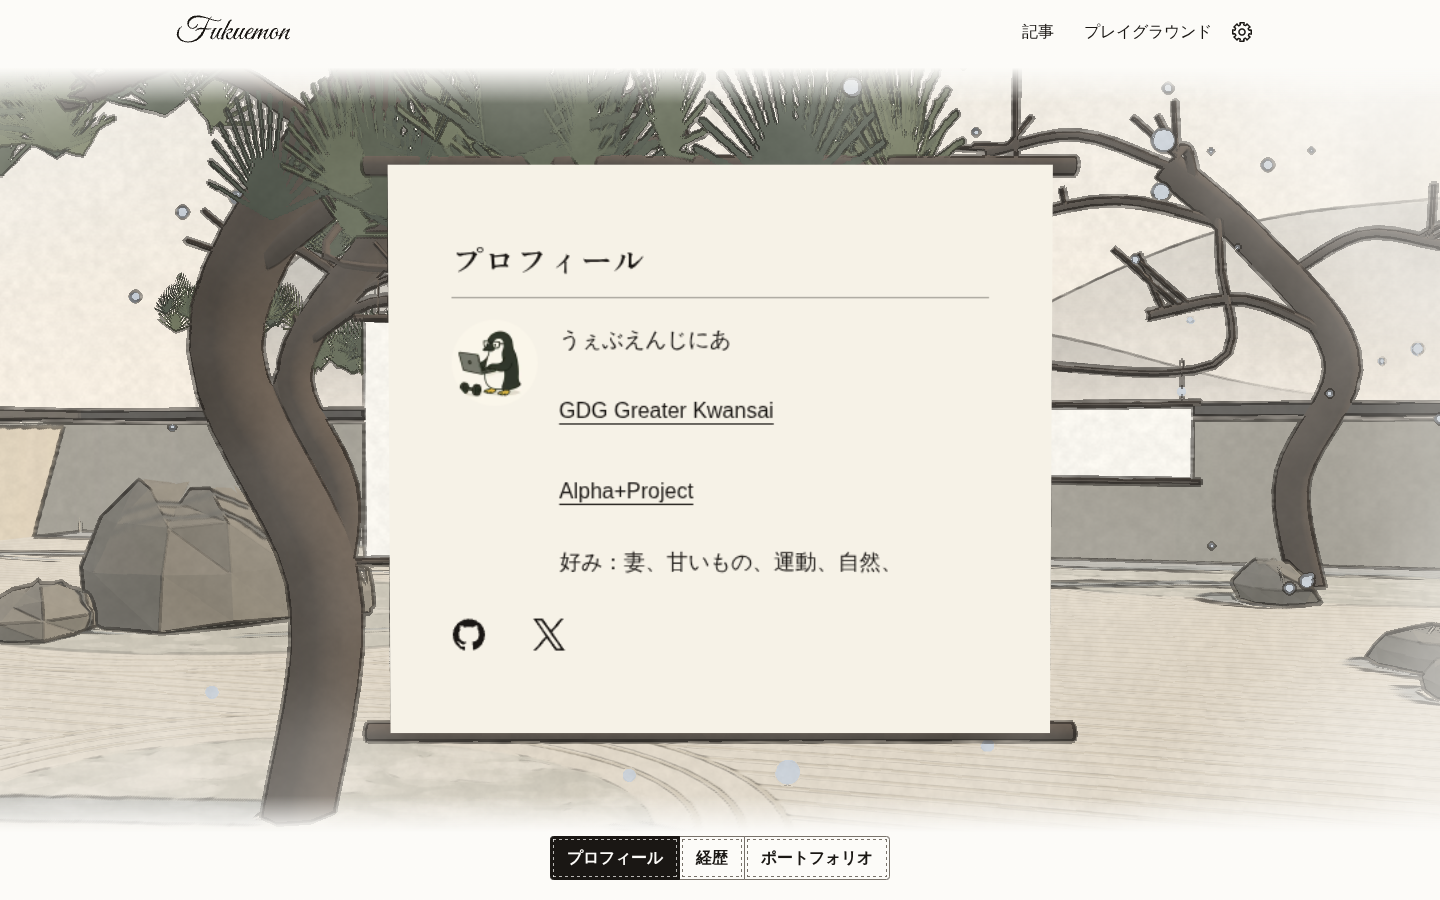 Fukuemon
記事
プレイグラウンド
プロフィール
うぇぶえんじにあ
GDG Greater Kwansai
Alpha+Project
好み：妻、甘いもの、運動、自然、
プロフィール
経歴
ポートフォリオ